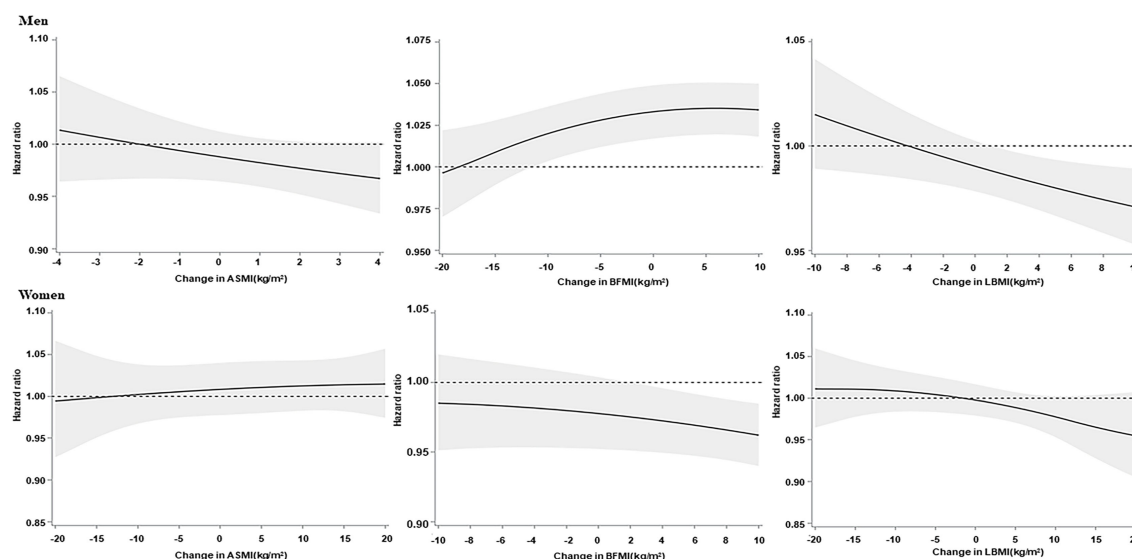 Men
1.10
1.05
1.00
0.95
0.90
Hazard ratio
-4 -3 -2 -1 0 1 2 3 4
Change in ASMI(kg/m²)
1.075
1.050
1.025
1.000
0.975
0.950
Hazard ratio
-20 -15 -10 -5 0 5 10
Change in BFMI(kg/m²)
1.05
1.00
0.95
Hazard ratio
-10 -8 -6 -4 -2 0 2 4 6 8
Change in LBMI(kg/m²)
Women
1.10
1.05
1.00
0.95
0.90
0.85
Hazard ratio
-20 -15 -10 -5 0 5 10 15 20
Change in ASMI(kg/m²)
1.05
1.00
0.95
0.90
Hazard ratio
-10 -8 -6 -4 -2 0 2 4 6 8 10
Change in BFMI(kg/m²)
1.10
1.05
1.00
0.95
0.90
0.85
Hazard ratio
-20 -15 -10 -5 0 5 10 15
Change in LBMI(kg/m²)